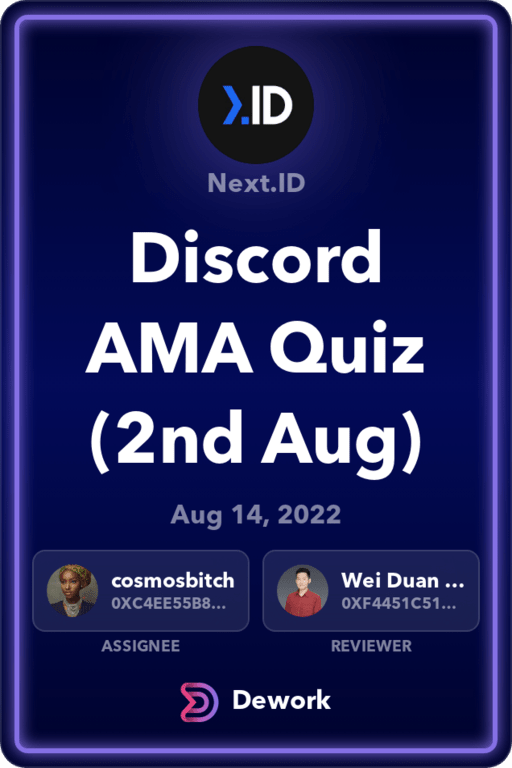 .ID
Next.ID
Discord
AMA Quiz
(2nd Aug)
Aug 14, 2022
cosmosbitch
0XC4EE55B8...
ASSIGNEE
Wei Duan ...
0XF4451C51...
REVIEWER
Dework